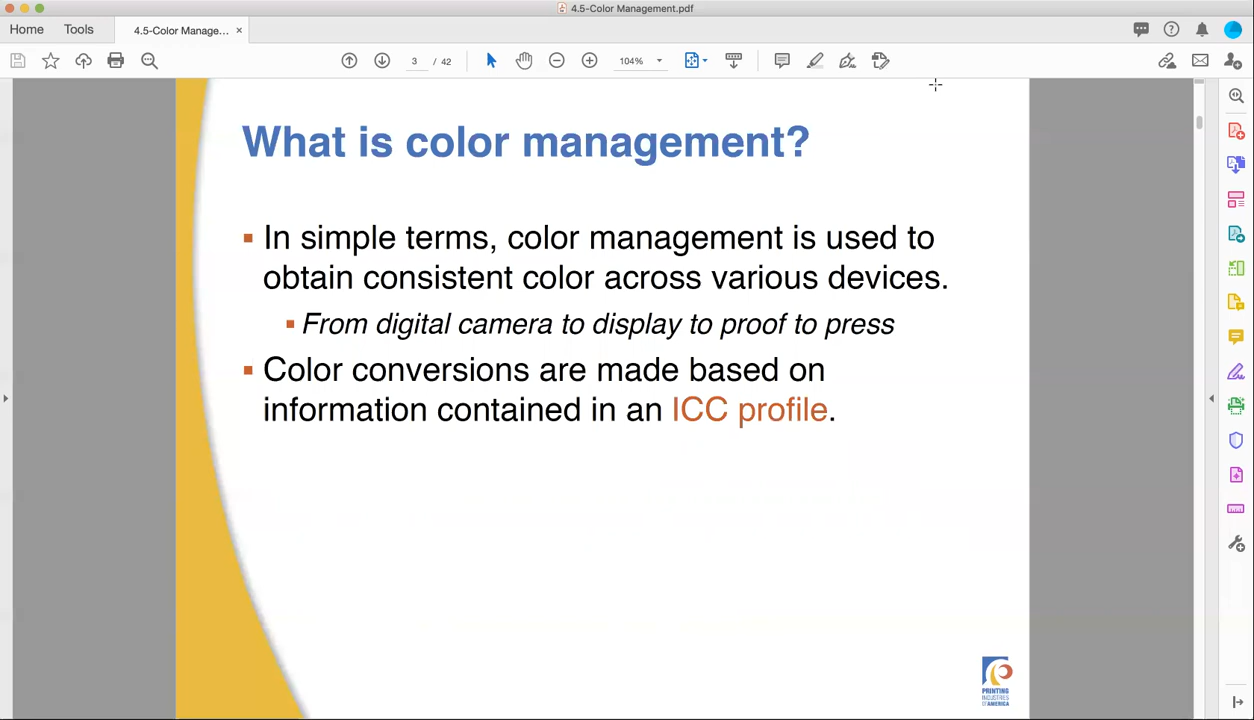 4.5-Color Management.pdf
Home
Tools
4.5-Color Manage...
3 / 42
104%
What is color management?
In simple terms, color management is used to
obtain consistent color across various devices.
From digital camera to display to proof to press
Color conversions are made based on
information contained in an ICC profile.
PRINTING
INDUSTRIES
OF AMERICA